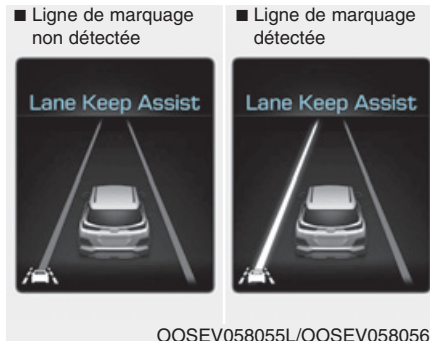 ■ Ligne de marquage
non détectée
■ Ligne de marquage
détectée
Lane Keep Assist
Lane Keep Assist
OOSEV058055L/OOSEV058056